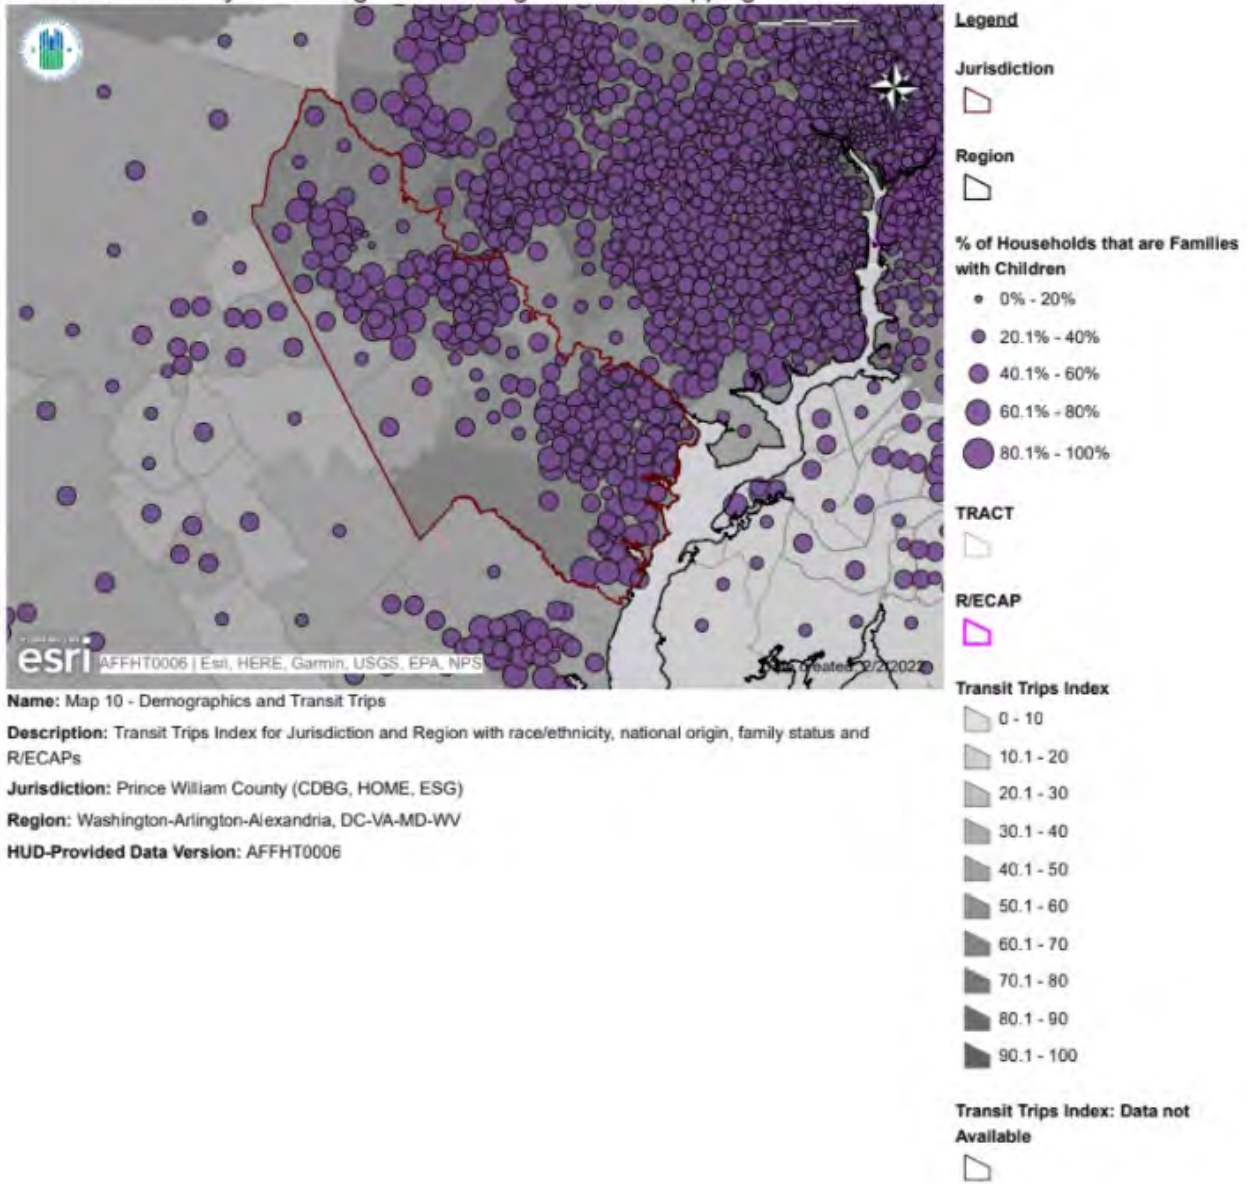 Legend
Jurisdiction
Region
% of Households that are Families
with Children
0% - 20%
20.1% - 40%
40.1% - 60%
60.1% - 80%
80.1% - 100%
TRACT
R/ECAP
Transit Trips Index
0 - 10
10.1 - 20
20.1 - 30
30.1 - 40
40.1 - 50
50.1 - 60
60.1 - 70
70.1 - 80
80.1 - 90
90.1 - 100
Transit Trips Index: Data not
Available
esri AFFHT0006 | Esri, HERE, Garmin, USGS, EPA, NPS
created: 2/2/2022
Name: Map 10 - Demographics and Transit Trips
Description: Transit Trips Index for Jurisdiction and Region with race/ethnicity, national origin, family status and
R/ECAPs
Jurisdiction: Prince William County (CDBG, HOME, ESG)
Region: Washington-Arlington-Alexandria, DC-VA-MD-WV
HUD-Provided Data Version: AFFHT0006